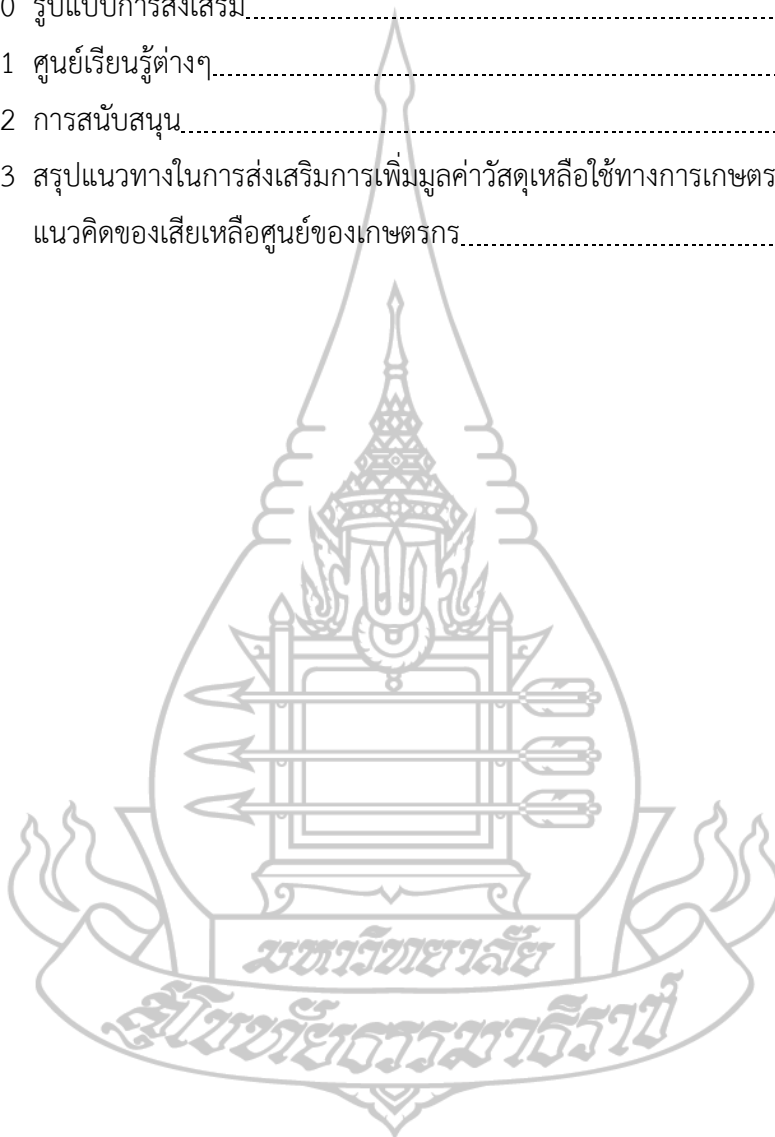 0 รูปแบบการส่งเสริม
1 ศูนย์เรียนรู้ต่างๆ
2 การสนับสนุน
3 สรุปแนวทางในการส่งเสริมการเพิ่มมูลค่าวัสดุเหลือใช้ทางการเกษตร
แนวคิดของเสียเหลือศูนย์ของเกษตรกร
มหาวิทยาลัย
สุโขทัยธรรมาธิราช